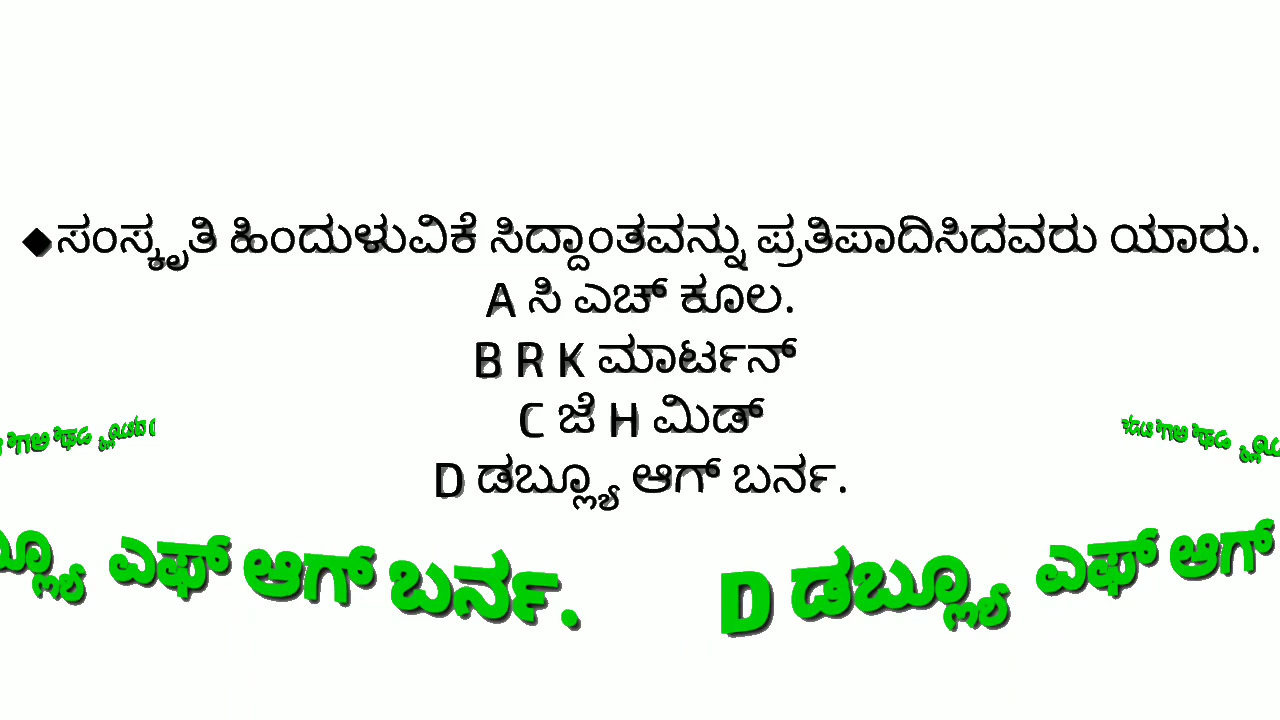 ◆ಸಂಸ್ಕೃತಿ ಹಿಂದುಳುವಿಕೆ ಸಿದ್ದಾಂತವನ್ನು ಪ್ರತಿಪಾದಿಸಿದವರು ಯಾರು.
A ಸಿ ಎಚ್ ಕೂಲ.
B R K ಮಾರ್ಟನ್
C ಜೆ H ಮಿಡ್
D ಡಬ್ಲ್ಯೂ ಆಗ್ ಬರ್ನ.
ಎಫ್ ಆಗ್ ಬರ್ನ. D ಡಬ್ಲ್ಯೂ ಎಫ್ ಆಗ್